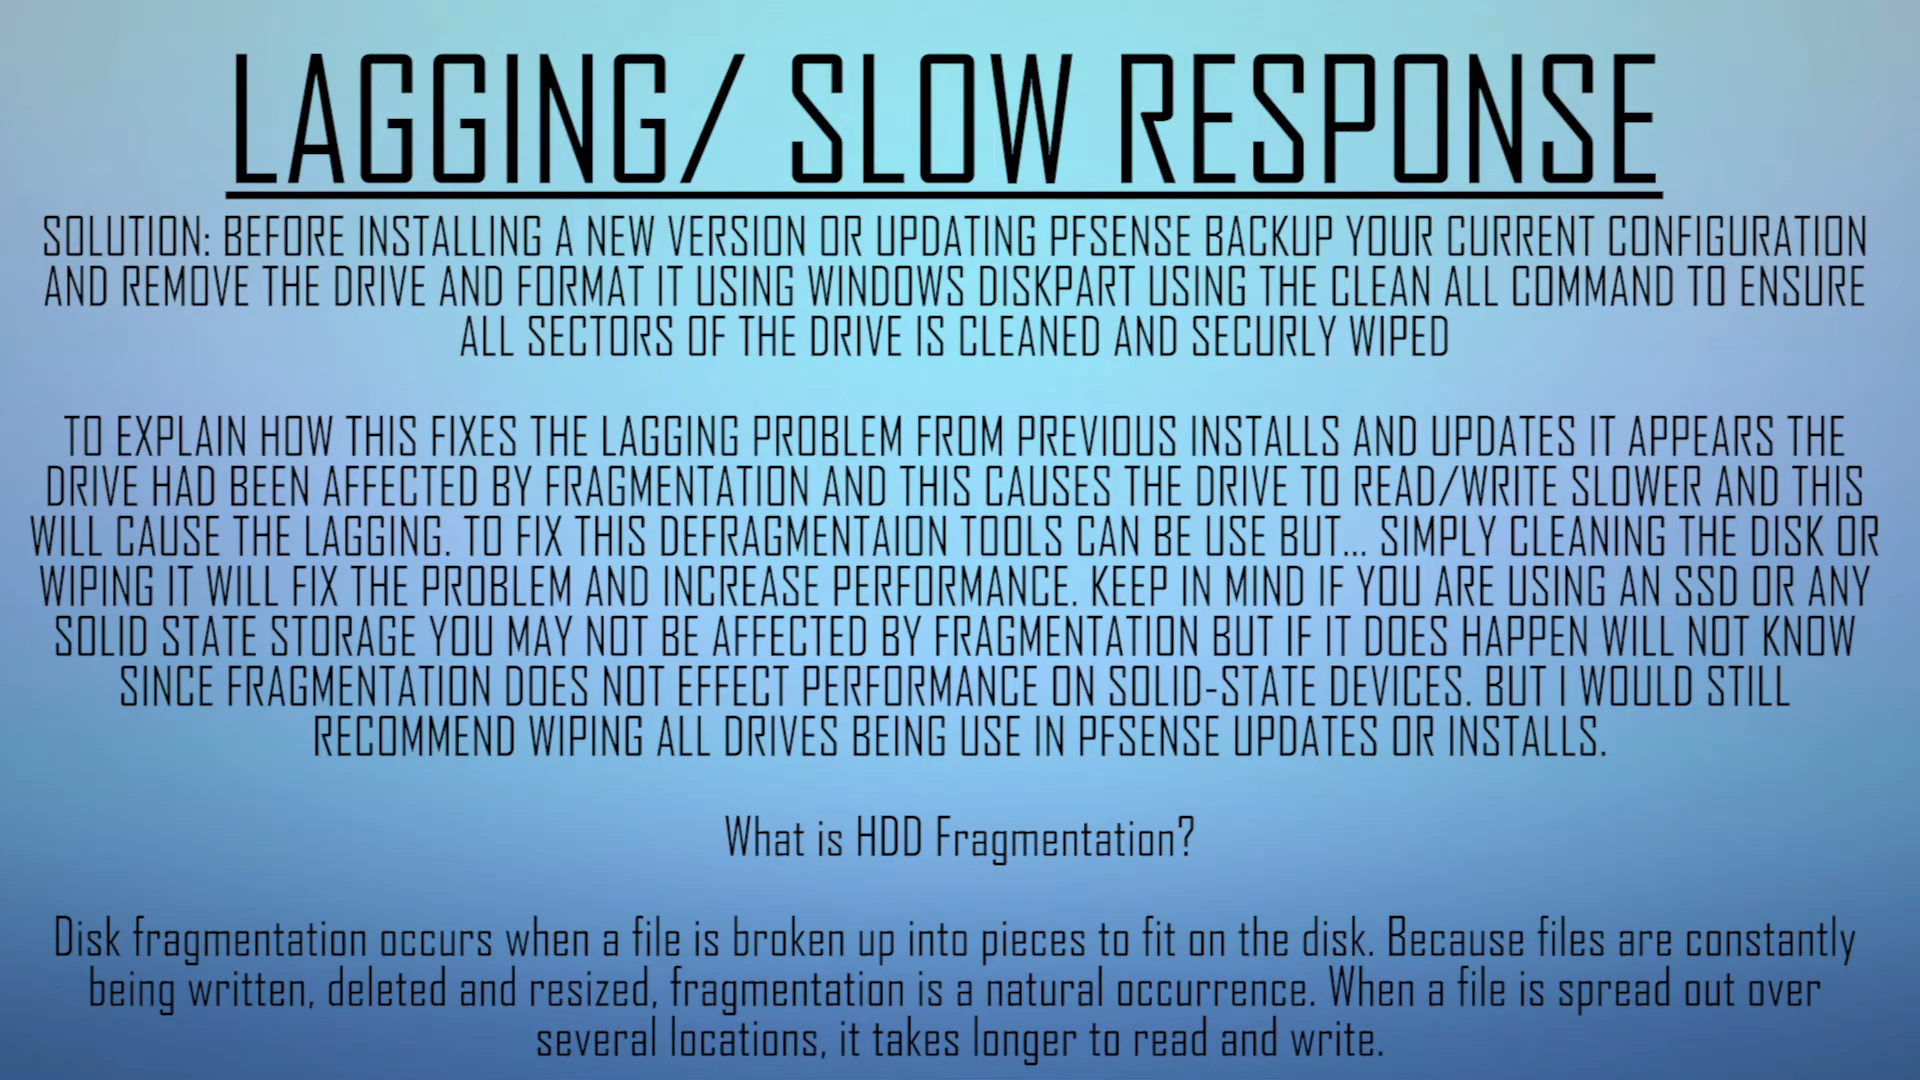 LAGGING/ SLOW RESPONSE
SOLUTION: BEFORE INSTALLING A NEW VERSION OR UPDATING PFSENSE BACKUP YOUR CURRENT CONFIGURATION
AND REMOVE THE DRIVE AND FORMAT IT USING WINDOWS DISKPART USING THE CLEAN ALL COMMAND TO ENSURE
ALL SECTORS OF THE DRIVE IS CLEANED AND SECURLY WIPED
TO EXPLAIN HOW THIS FIXES THE LAGGING PROBLEM FROM PREVIOUS INSTALLS AND UPDATES IT APPEARS THE
DRIVE HAD BEEN AFFECTED BY FRAGMENTATION AND THIS CAUSES THE DRIVE TO READ/WRITE SLOWER AND THIS
WILL CAUSE THE LAGGING. TO FIX THIS DEFRAGMENTAION TOOLS CAN BE USE BUT... SIMPLY CLEANING THE DISK OR
WIPING IT WILL FIX THE PROBLEM AND INCREASE PERFORMANCE. KEEP IN MIND IF YOU ARE USING AN SSD OR ANY
SOLID STATE STORAGE YOU MAY NOT BE AFFECTED BY FRAGMENTATION BUT IF IT DOES HAPPEN WILL NOT KNOW
SINCE FRAGMENTATION DOES NOT EFFECT PERFORMANCE ON SOLID-STATE DEVICES. BUT I WOULD STILL
RECOMMEND WIPING ALL DRIVES BEING USE IN PFSENSE UPDATES OR INSTALLS.
What is HDD Fragmentation?
Disk fragmentation occurs when a file is broken up into pieces to fit on the disk. Because files are constantly
being written, deleted and resized, fragmentation is a natural occurrence. When a file is spread out over
several locations, it takes longer to read and write.